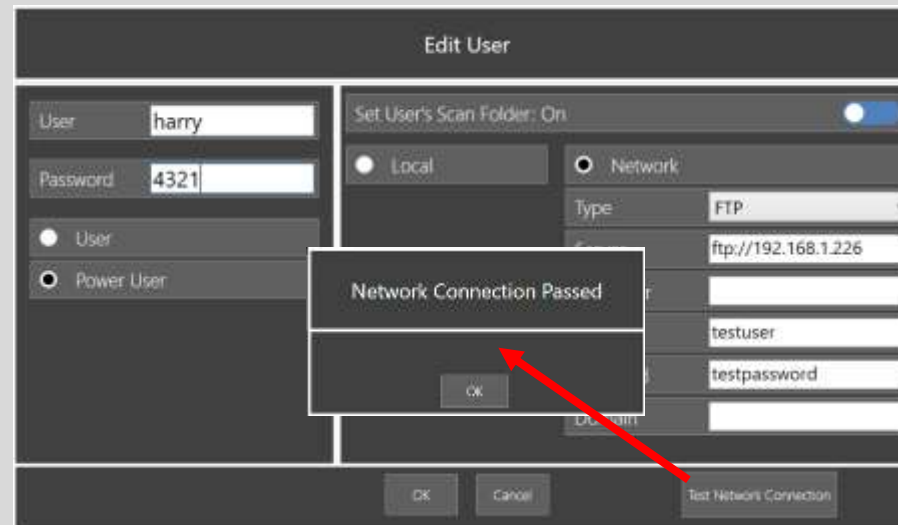 Edit User
User harry
Password 4321
User
Power User
Set User's Scan Folder: On
Local
Network
Type FTP
ftp://192.168.1.226
testuser
testpassword
Domain
Network Connection Passed
OK
OK Cancel Test Network Connection